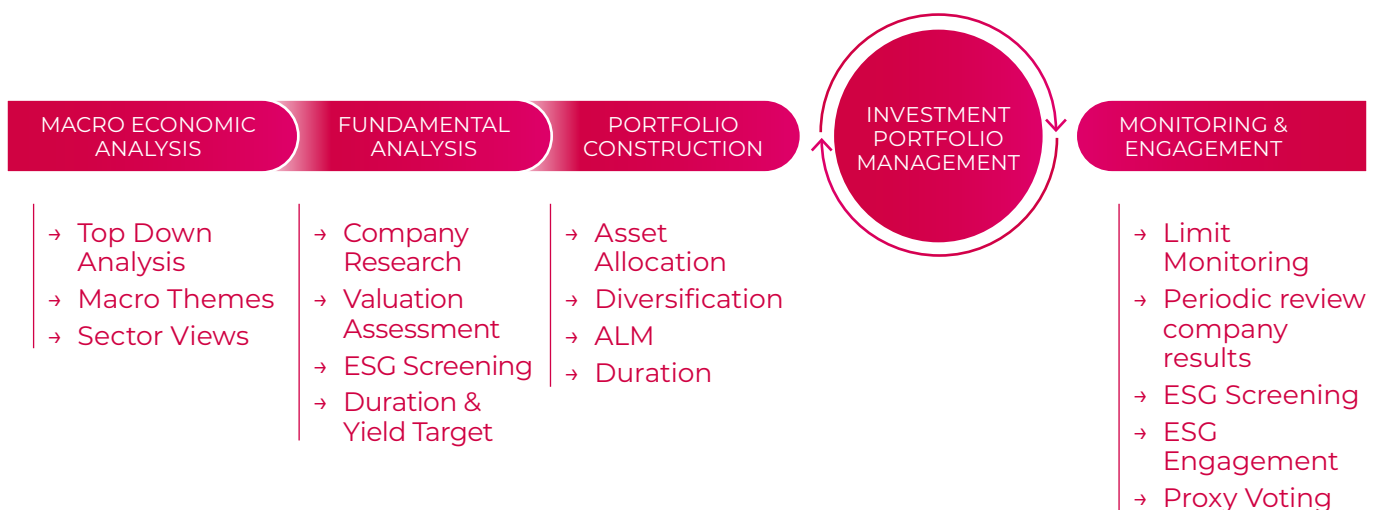 MACRO ECONOMIC
ANALYSIS
FUNDAMENTAL
ANALYSIS
PORTFOLIO
CONSTRUCTION
INVESTMENT
PORTFOLIO
MANAGEMENT
MONITORING &
ENGAGEMENT
→ Top Down
Analysis
→ Macro Themes
→ Sector Views
→ Company
Research
→ Valuation
Assessment
→ ESG Screening
→ Duration &
Yield Target
→ Asset
Allocation
→ Diversification
→ ALM
→ Duration
→ Limit
Monitoring
→ Periodic review
company
results
→ ESG Screening
→ ESG
Engagement
→ Proxy Voting